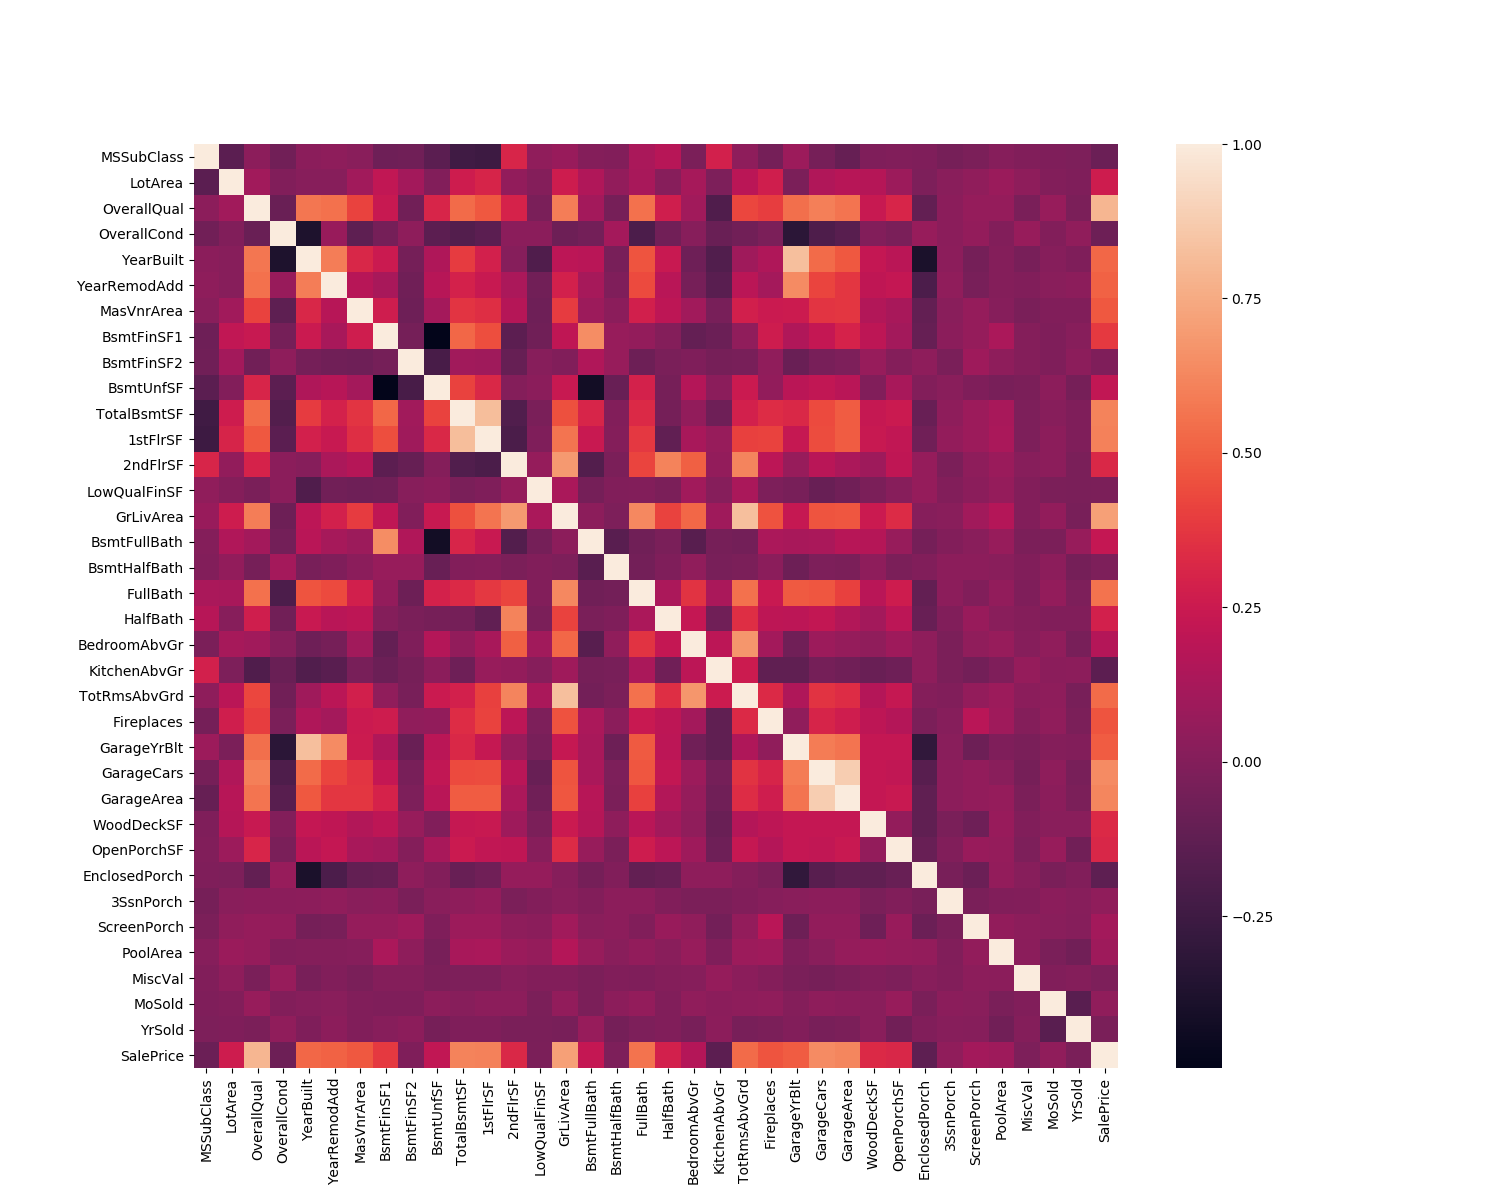 MSSubClass
LotArea
OverallQual
OverallCond
YearBuilt
YearRemodAdd
MasVnrArea
BsmtFinSF1
BsmtFinSF2
BsmtUnfSF
TotalBsmtSF
1stFlrSF
2ndFlrSF
LowQualFinSF
GrLivArea
BsmtFullBath
BsmtHalfBath
FullBath
HalfBath
BedroomAbvGr
KitchenAbvGr
TotRmsAbvGrd
Fireplaces
GarageYrBlt
GarageCars
GarageArea
WoodDeckSF
OpenPorchSF
EnclosedPorch
3SsnPorch
ScreenPorch
PoolArea
MiscVal
MoSold
YrSold
SalePrice
MSSubClass
LotArea
OverallQual
OverallCond
YearBuilt
YearRemodAdd
MasVnrArea
BsmtFinSF1
BsmtFinSF2
BsmtUnfSF
TotalBsmtSF
1stFlrSF
2ndFlrSF
LowQualFinSF
GrLivArea
BsmtFullBath
BsmtHalfBath
FullBath
HalfBath
BedroomAbvGr
KitchenAbvGr
TotRmsAbvGrd
Fireplaces
GarageYrBlt
GarageCars
GarageArea
WoodDeckSF
OpenPorchSF
EnclosedPorch
3SsnPorch
ScreenPorch
PoolArea
MiscVal
MoSold
YrSold
SalePrice
1.00
0.75
0.50
0.25
0.00
−0.25